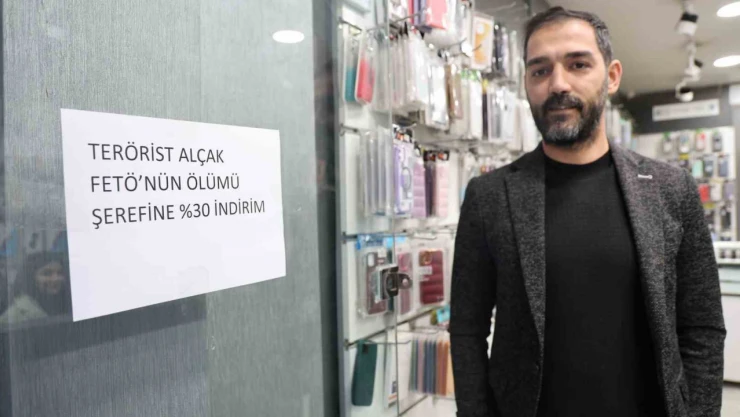 TERÖRİST ALÇAK
FETÖ'NÜN ÖLÜMÜ
ŞEREFİNE %30 İNDİRİM